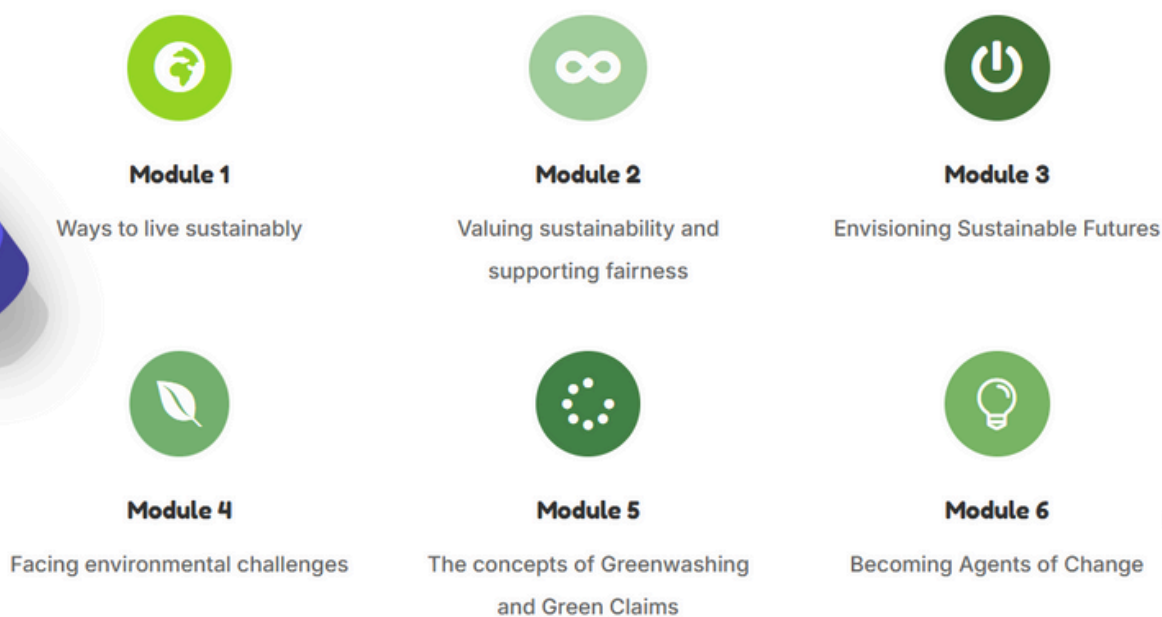 Module 1
Ways to live sustainably
Module 2
Valuing sustainability and
supporting fairness
Module 3
Envisioning Sustainable Futures
Module 4
Facing environmental challenges
Module 5
The concepts of Greenwashing
and Green Claims
Module 6
Becoming Agents of Change